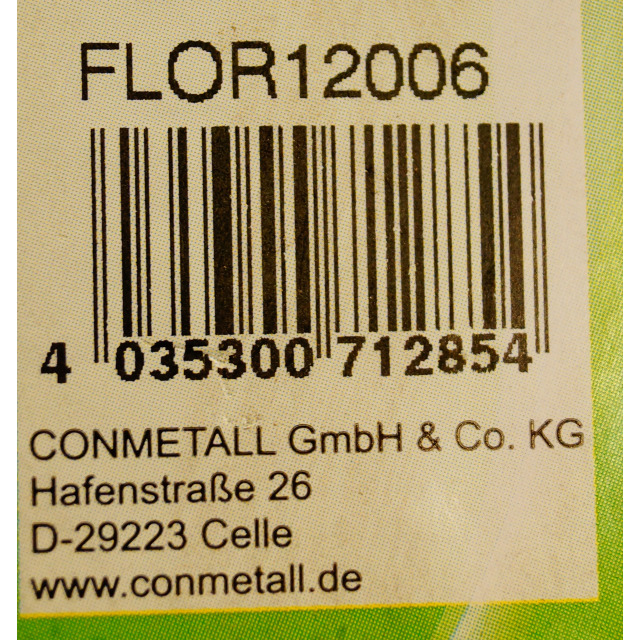 FLOR12006
4 035300 712854
CONMETALL GmbH & Co. KG
Hafenstraße 26
D-29223 Celle
www.conmetall.de